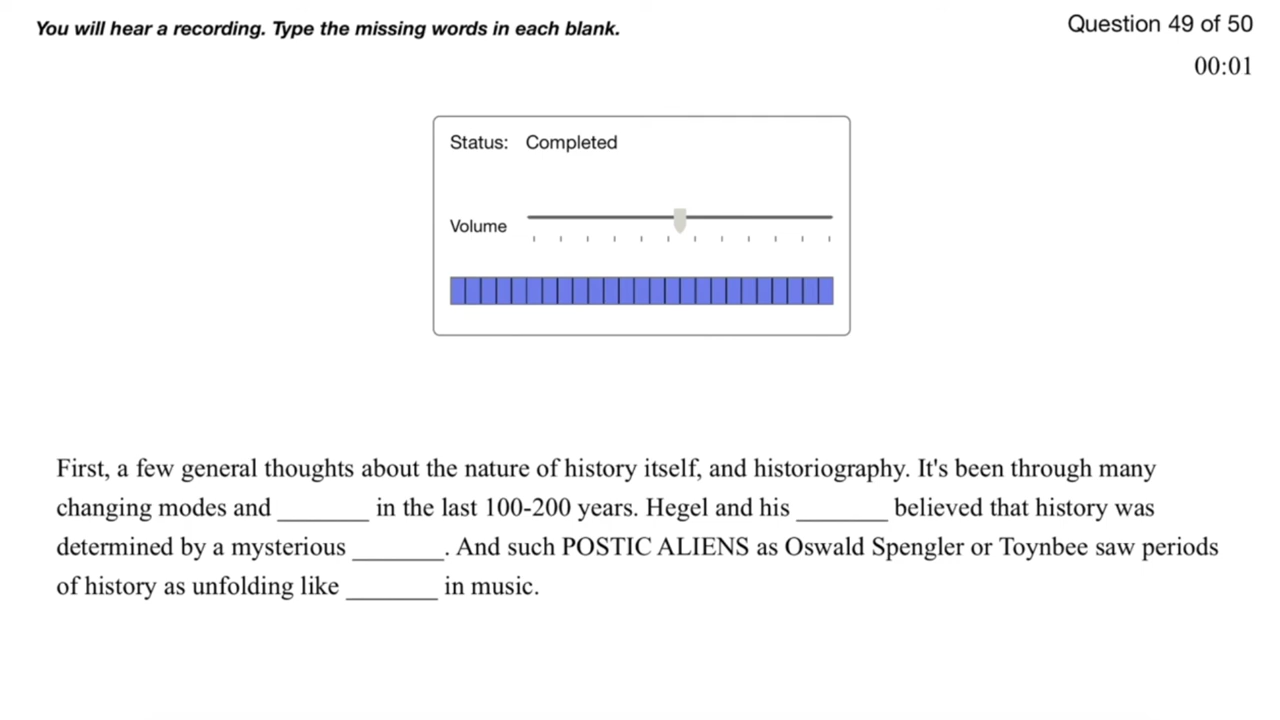 You will hear a recording. Type the missing words in each blank.
Question 49 of 50
00:01
Status: Completed
Volume
First, a few general thoughts about the nature of history itself, and historiography. It's been through many
changing modes and ________ in the last 100-200 years. Hegel and his ________ believed that history was
determined by a mysterious ________. And such POSTIC ALIENS as Oswald Spengler or Toynbee saw periods
of history as unfolding like ________ in music.